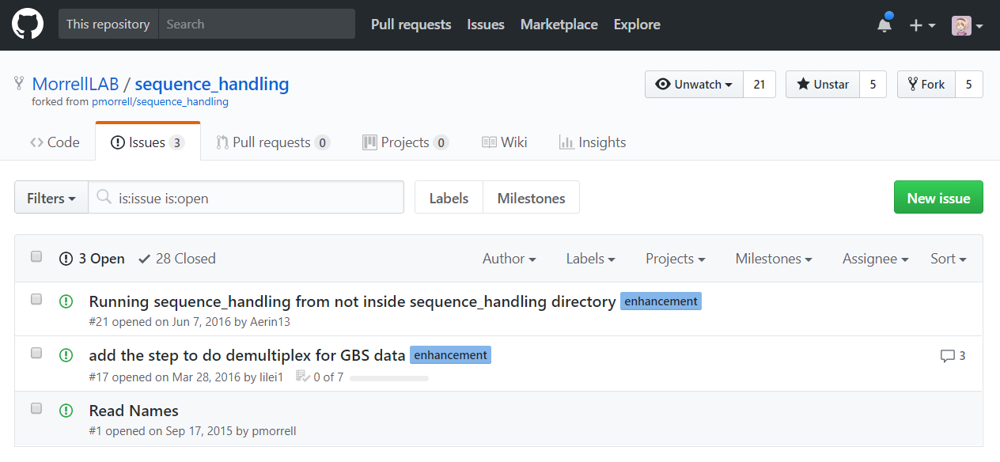 This repository Search Pull requests Issues Marketplace Explore
MorrellLAB / sequence_handling
forked from pmorrell/sequence_handling
Unwatch 21 Unstar 5 Fork 5
Code Issues 3 Pull requests 0 Projects 0 Wiki Insights
Filters is:issue is:open Labels Milestones New issue
3 Open 28 Closed Author Labels Projects Milestones Assignee Sort
Running sequence_handling from not inside sequence_handling directory enhancement
#21 opened on Jun 7, 2016 by Aerin13
add the step to do demultiplex for GBS data enhancement 3
#17 opened on Mar 28, 2016 by lilei1 0 of 7
Read Names
#1 opened on Sep 17, 2015 by pmorrell